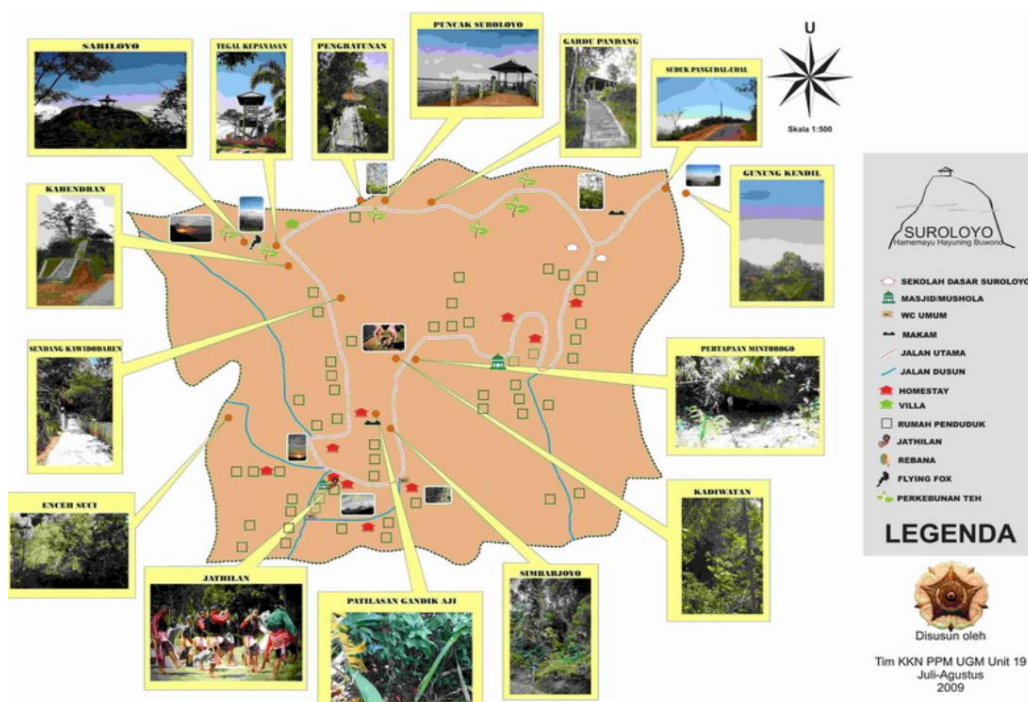 SARILOYO
TEGAL KEPANASAN
PENGRATUNAN
PUNCAK SUROLOYO
GARDU PANDANG
SUDUK PANGUDAL-UDAL
U
Skala 1:500
KAHENDRAN
GUNUNG KENDIL
SENDANG KAWIDODAREN
PERTAPAAN MINTOROGO
ENCEH SUCI
KADIWATAN
JATHILAN
PATILASAN GANDIK AJI
SIMBARJOYO
SUROLOYO
Hamemayu Hayuning Buwono
SEKOLAH DASAR SUROLOYO
MASJID/MUSHOLA
WC UMUM
MAKAM
JALAN UTAMA
JALAN DUSUN
HOMESTAY
VILLA
RUMAH PENDUDUK
JATHILAN
REBANA
FLYING FOX
PERKEBUNAN TEH
LEGENDA
Disusun oleh
Tim KKN PPM UGM Unit 19
Juli-Agustus
2009